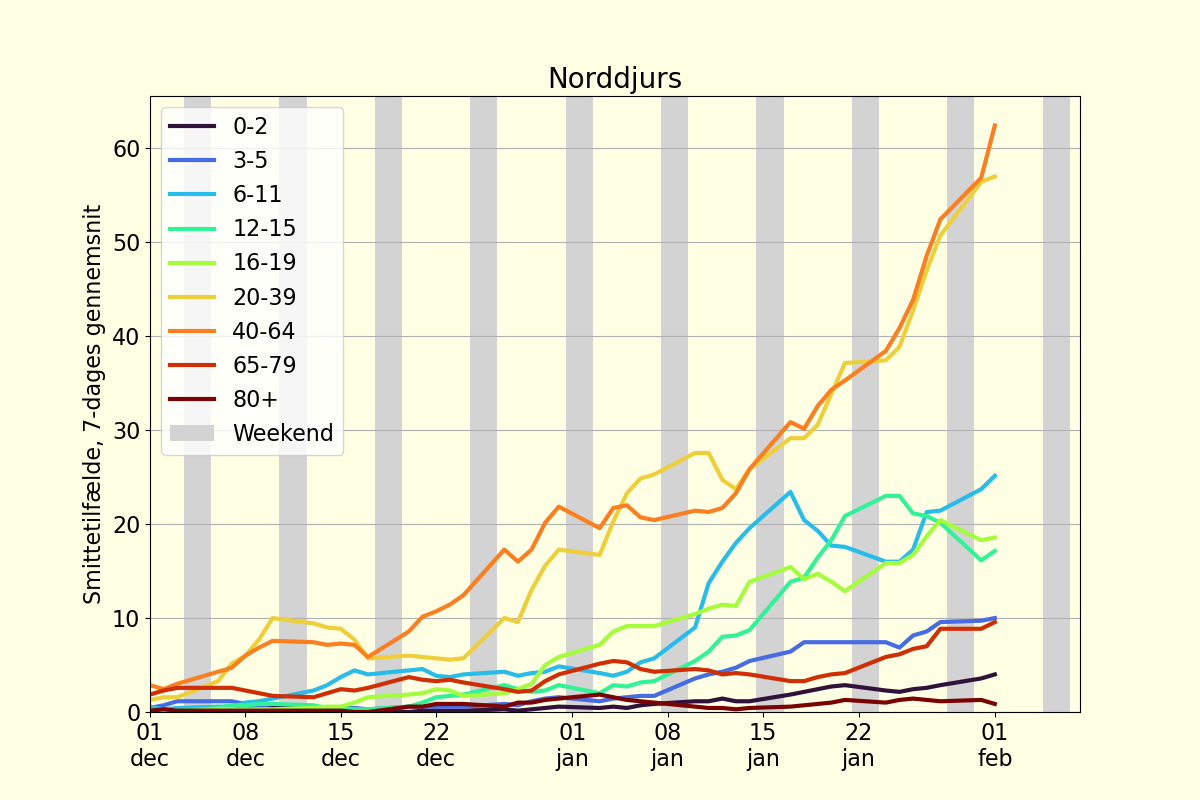 Norddjurs
Smittetilfælde, 7-dages gennemsnit
60
50
40
30
20
10
0
0-2
3-5
6-11
12-15
16-19
20-39
40-64
65-79
80+
Weekend
01 dec
08 dec
15 dec
22 dec
01 jan
08 jan
15 jan
22 jan
01 feb